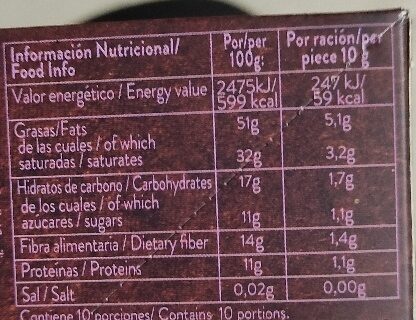 Información Nutricional/ Por/per Por ración/per
Food Info 100g: piece 10 g
Valor energético / Energy value 2475kJ/ 247 kJ/
599 kcal 59 kcal
Grasas/Fats 51g 5,1g
de las cuales / of which
saturadas / saturates 32g 3,2g
Hidratos de carbono / Carbohydrates 17g 1,7g
de los cuales / of which
azúcares / sugars 11g 1,1g
Fibra alimentaria / Dietary fiber 14g 1,4g
Proteínas / Proteins 11g 1,1g
Sal / Salt 0,02g 0,00g
Contiene 10 porciones/ Contains 10 portions.